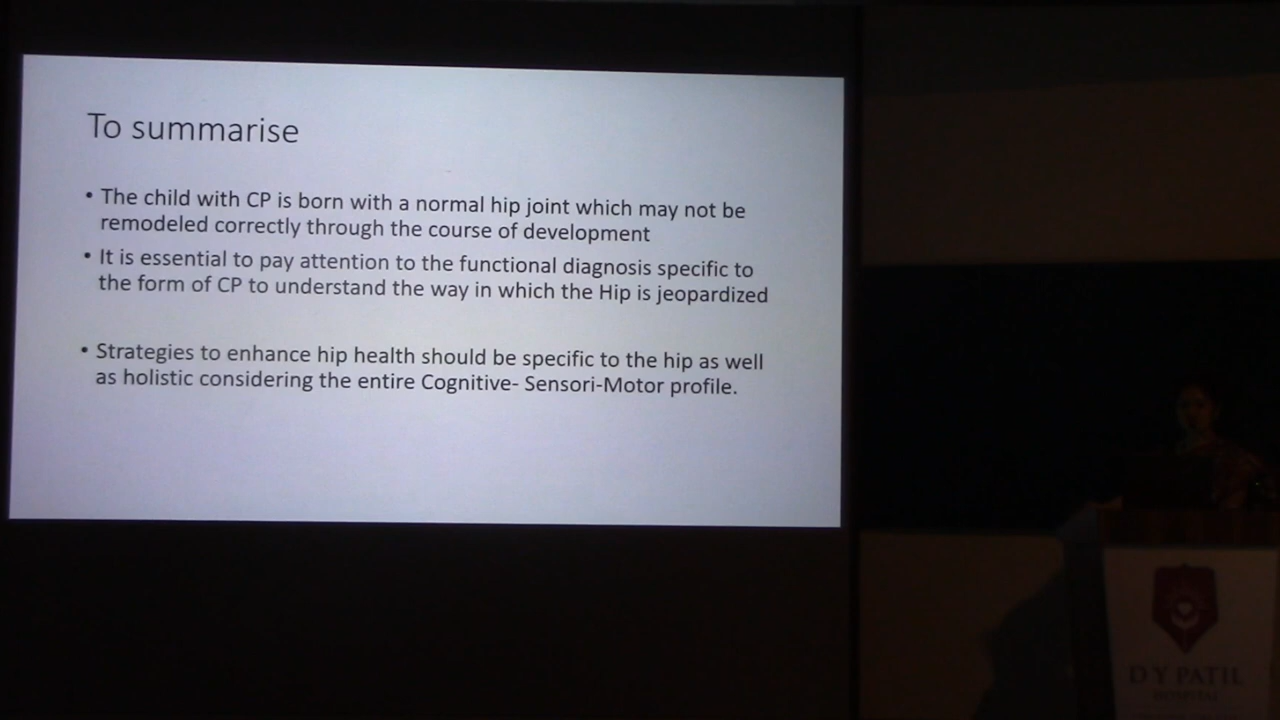 To summarise
• The child with CP is born with a normal hip joint which may not be
remodeled correctly through the course of development
• It is essential to pay attention to the functional diagnosis specific to
the form of CP to understand the way in which the Hip is jeopardized
• Strategies to enhance hip health should be specific to the hip as well
as holistic considering the entire Cognitive- Sensori-Motor profile.
D Y PATIL
HOSPITAL